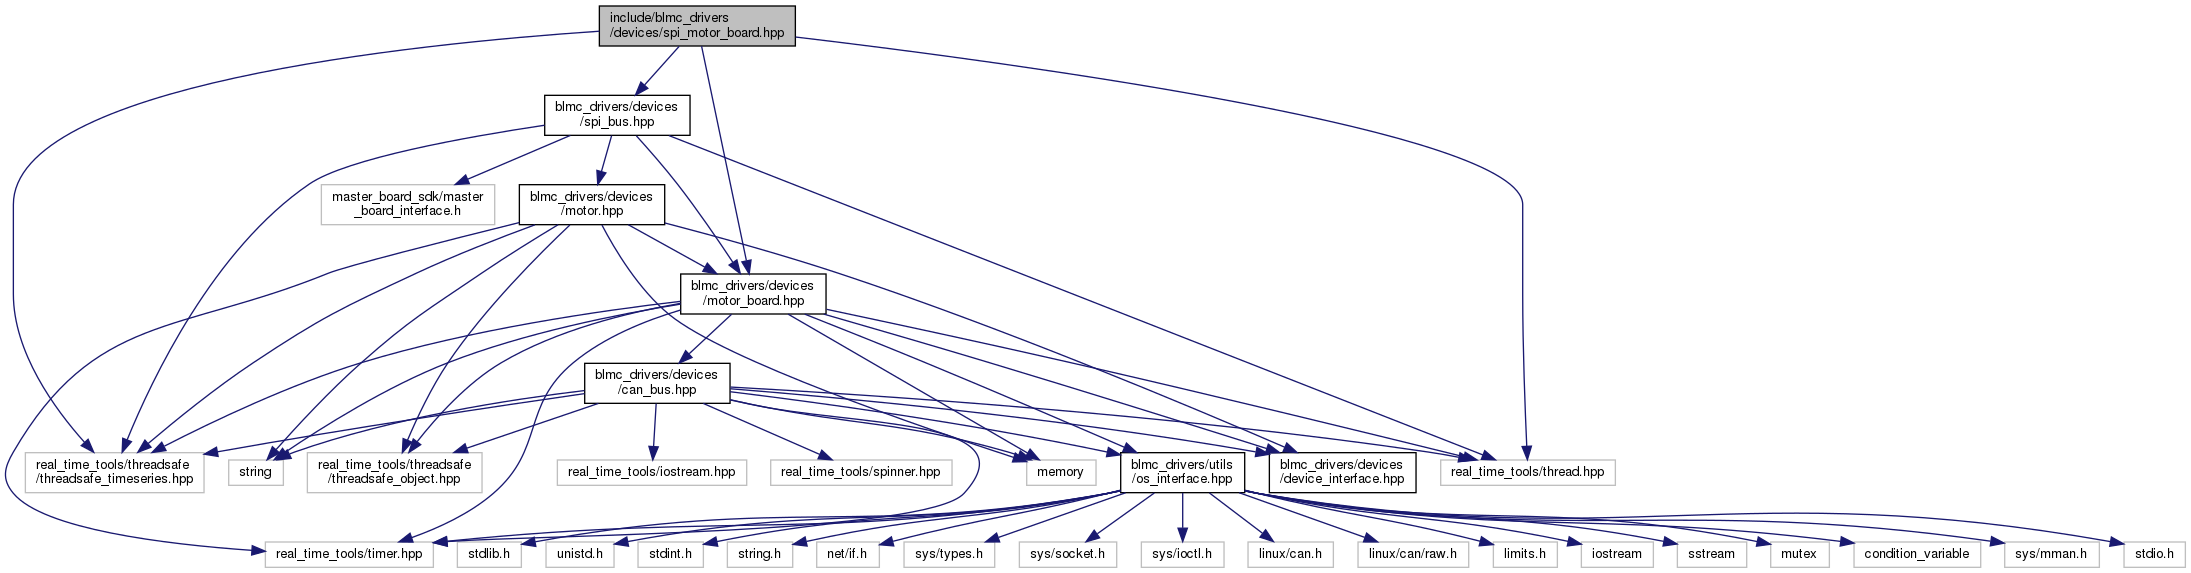 include/blmc_drivers
/devices/spi_motor_board.hpp
blmc_drivers/devices
/spi_bus.hpp
master_board_sdk/master
_board_interface.h
blmc_drivers/devices
/motor.hpp
blmc_drivers/devices
/motor_board.hpp
blmc_drivers/devices
/can_bus.hpp
real_time_tools/threadsafe
/threadsafe_timeseries.hpp
string
real_time_tools/threadsafe
/threadsafe_object.hpp
real_time_tools/iostream.hpp
real_time_tools/spinner.hpp
memory
blmc_drivers/utils
/os_interface.hpp
blmc_drivers/devices
/device_interface.hpp
real_time_tools/thread.hpp
real_time_tools/timer.hpp
stdlib.h
unistd.h
stdint.h
string.h
net/if.h
sys/types.h
sys/socket.h
sys/ioctl.h
linux/can.h
linux/can/raw.h
limits.h
iostream
sstream
mutex
condition_variable
sys/mman.h
stdio.h